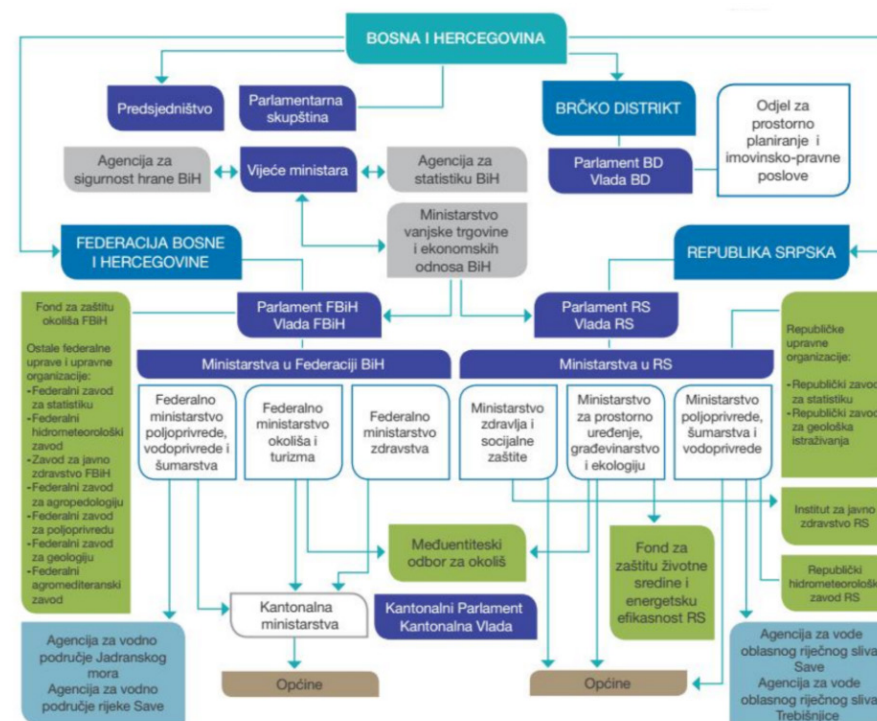 BOSNA I HERCEGOVINA
Predsjedništvo
Parlamentarna
skupština
BRČKO DISTRIKT
Odjel za
prostorno
planiranje i
imovinsko-pravne
poslove
Agencija za
sigurnost hrane BiH
Vijeće ministara
Agencija za
statistiku BiH
Parlament BD
Vlada BD
Ministarstvo
vanjske trgovine
i ekonomskih
odnosa BiH
FEDERACIJA BOSNE
I HERCEGOVINE
REPUBLIKA SRPSKA
Fond za zaštitu
okoliša FBiH
Ostale federalne
uprave i upravne
organizacije:
-Federalni zavod
za statistiku
-Federalni
hidrometeorološki
zavod
-Zavod za javno
zdravstvo FBiH
-Federalni zavod
za agropedologiju
-Federalni zavod
za poljoprivredu
-Federalni zavod
za geologiju
-Federalni
agromediteranski
zavod
Parlament FBiH
Vlada FBiH
Parlament RS
Vlada RS
Republičke
upravne
organizacije:
-Republički zavod
za statistiku
-Republički zavod
za geološka
istraživanja
Ministarstva u Federaciji BiH
Ministarstva u RS
Federalno
ministarstvo
poljoprivrede,
vodoprivrede i
šumarstva
Federalno
ministarstvo
okoliša i
turizma
Federalno
ministarstvo
zdravstva
Ministarstvo
zdravlja i
socijalne
zaštite
Ministarstvo
za prostorno
uređenje,
građevinarstvo
i ekologiju
Ministarstvo
poljoprivrede,
šumarstva i
vodoprivrede
Institut za javno
zdravstvo RS
Međuentiteski
odbor za okoliš
Fond za
zaštitu životne
sredine i
energetsku
efikasnost RS
Republički
hidrometeorološk
zavod RS
Kantonalna
ministarstva
Kantonalni Parlament
Kantonalna Vlada
Agencija za vodno
područje Jadranskog
mora
Agencija za vodno
područje rijeke Save
Općine
Općine
Agencija za vode
oblasnog riječnog sliva
Save
Agencija za vode
oblasnog riječnog sliva
Trebišnjice